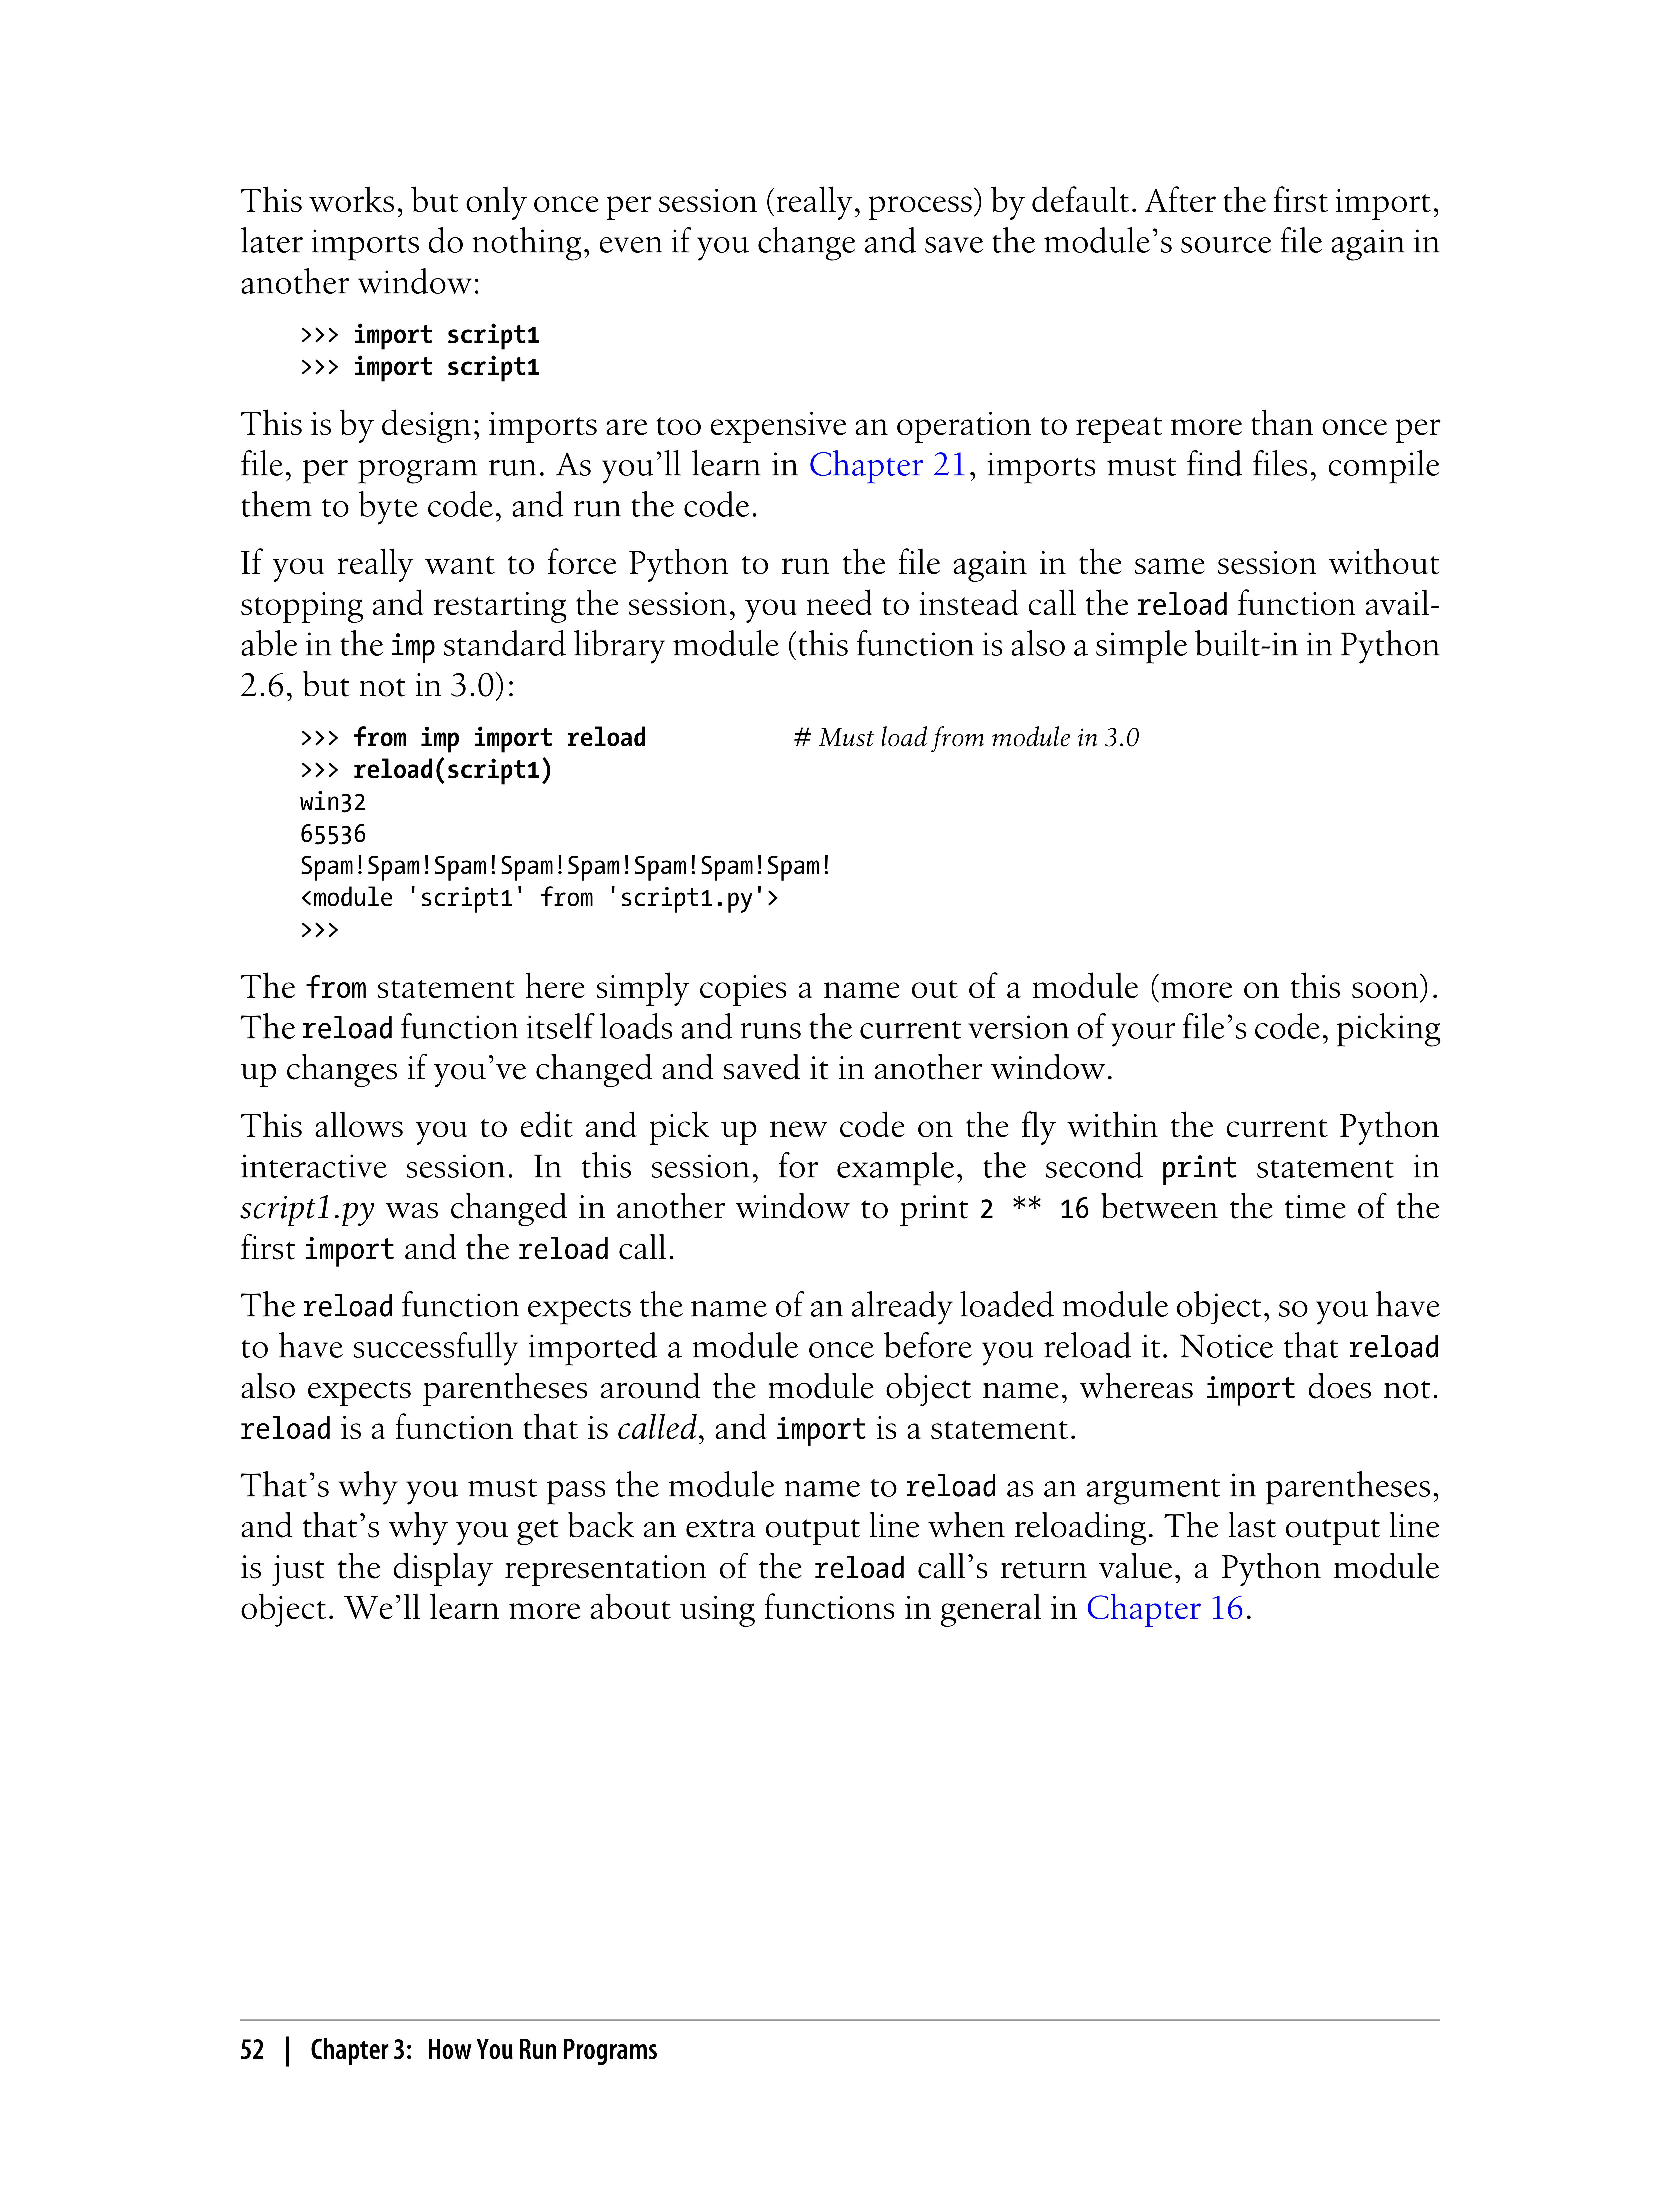 This works, but only once per session (really, process) by default. After the first import,
later imports do nothing, even if you change and save the module’s source file again in
another window:
>>> import script1
>>> import script1
This is by design; imports are too expensive an operation to repeat more than once per
file, per program run. As you’ll learn in Chapter 21, imports must find files, compile
them to byte code, and run the code.
If you really want to force Python to run the file again in the same session without
stopping and restarting the session, you need to instead call the reload function avail-
able in the imp standard library module (this function is also a simple built-in in Python
2.6, but not in 3.0):
>>> from imp import reload # Must load from module in 3.0
>>> reload(script1)
win32
65536
Spam!Spam!Spam!Spam!Spam!Spam!Spam!Spam!
<module 'script1' from 'script1.py'>
>>>
The from statement here simply copies a name out of a module (more on this soon).
The reload function itself loads and runs the current version of your file’s code, picking
up changes if you’ve changed and saved it in another window.
This allows you to edit and pick up new code on the fly within the current Python
interactive session. In this session, for example, the second print statement in
script1.py was changed in another window to print 2 ** 16 between the time of the
first import and the reload call.
The reload function expects the name of an already loaded module object, so you have
to have successfully imported a module once before you reload it. Notice that reload
also expects parentheses around the module object name, whereas import does not.
reload is a function that is called, and import is a statement.
That’s why you must pass the module name to reload as an argument in parentheses,
and that’s why you get back an extra output line when reloading. The last output line
is just the display representation of the reload call’s return value, a Python module
object. We’ll learn more about using functions in general in Chapter 16.
52 | Chapter 3: How You Run Programs